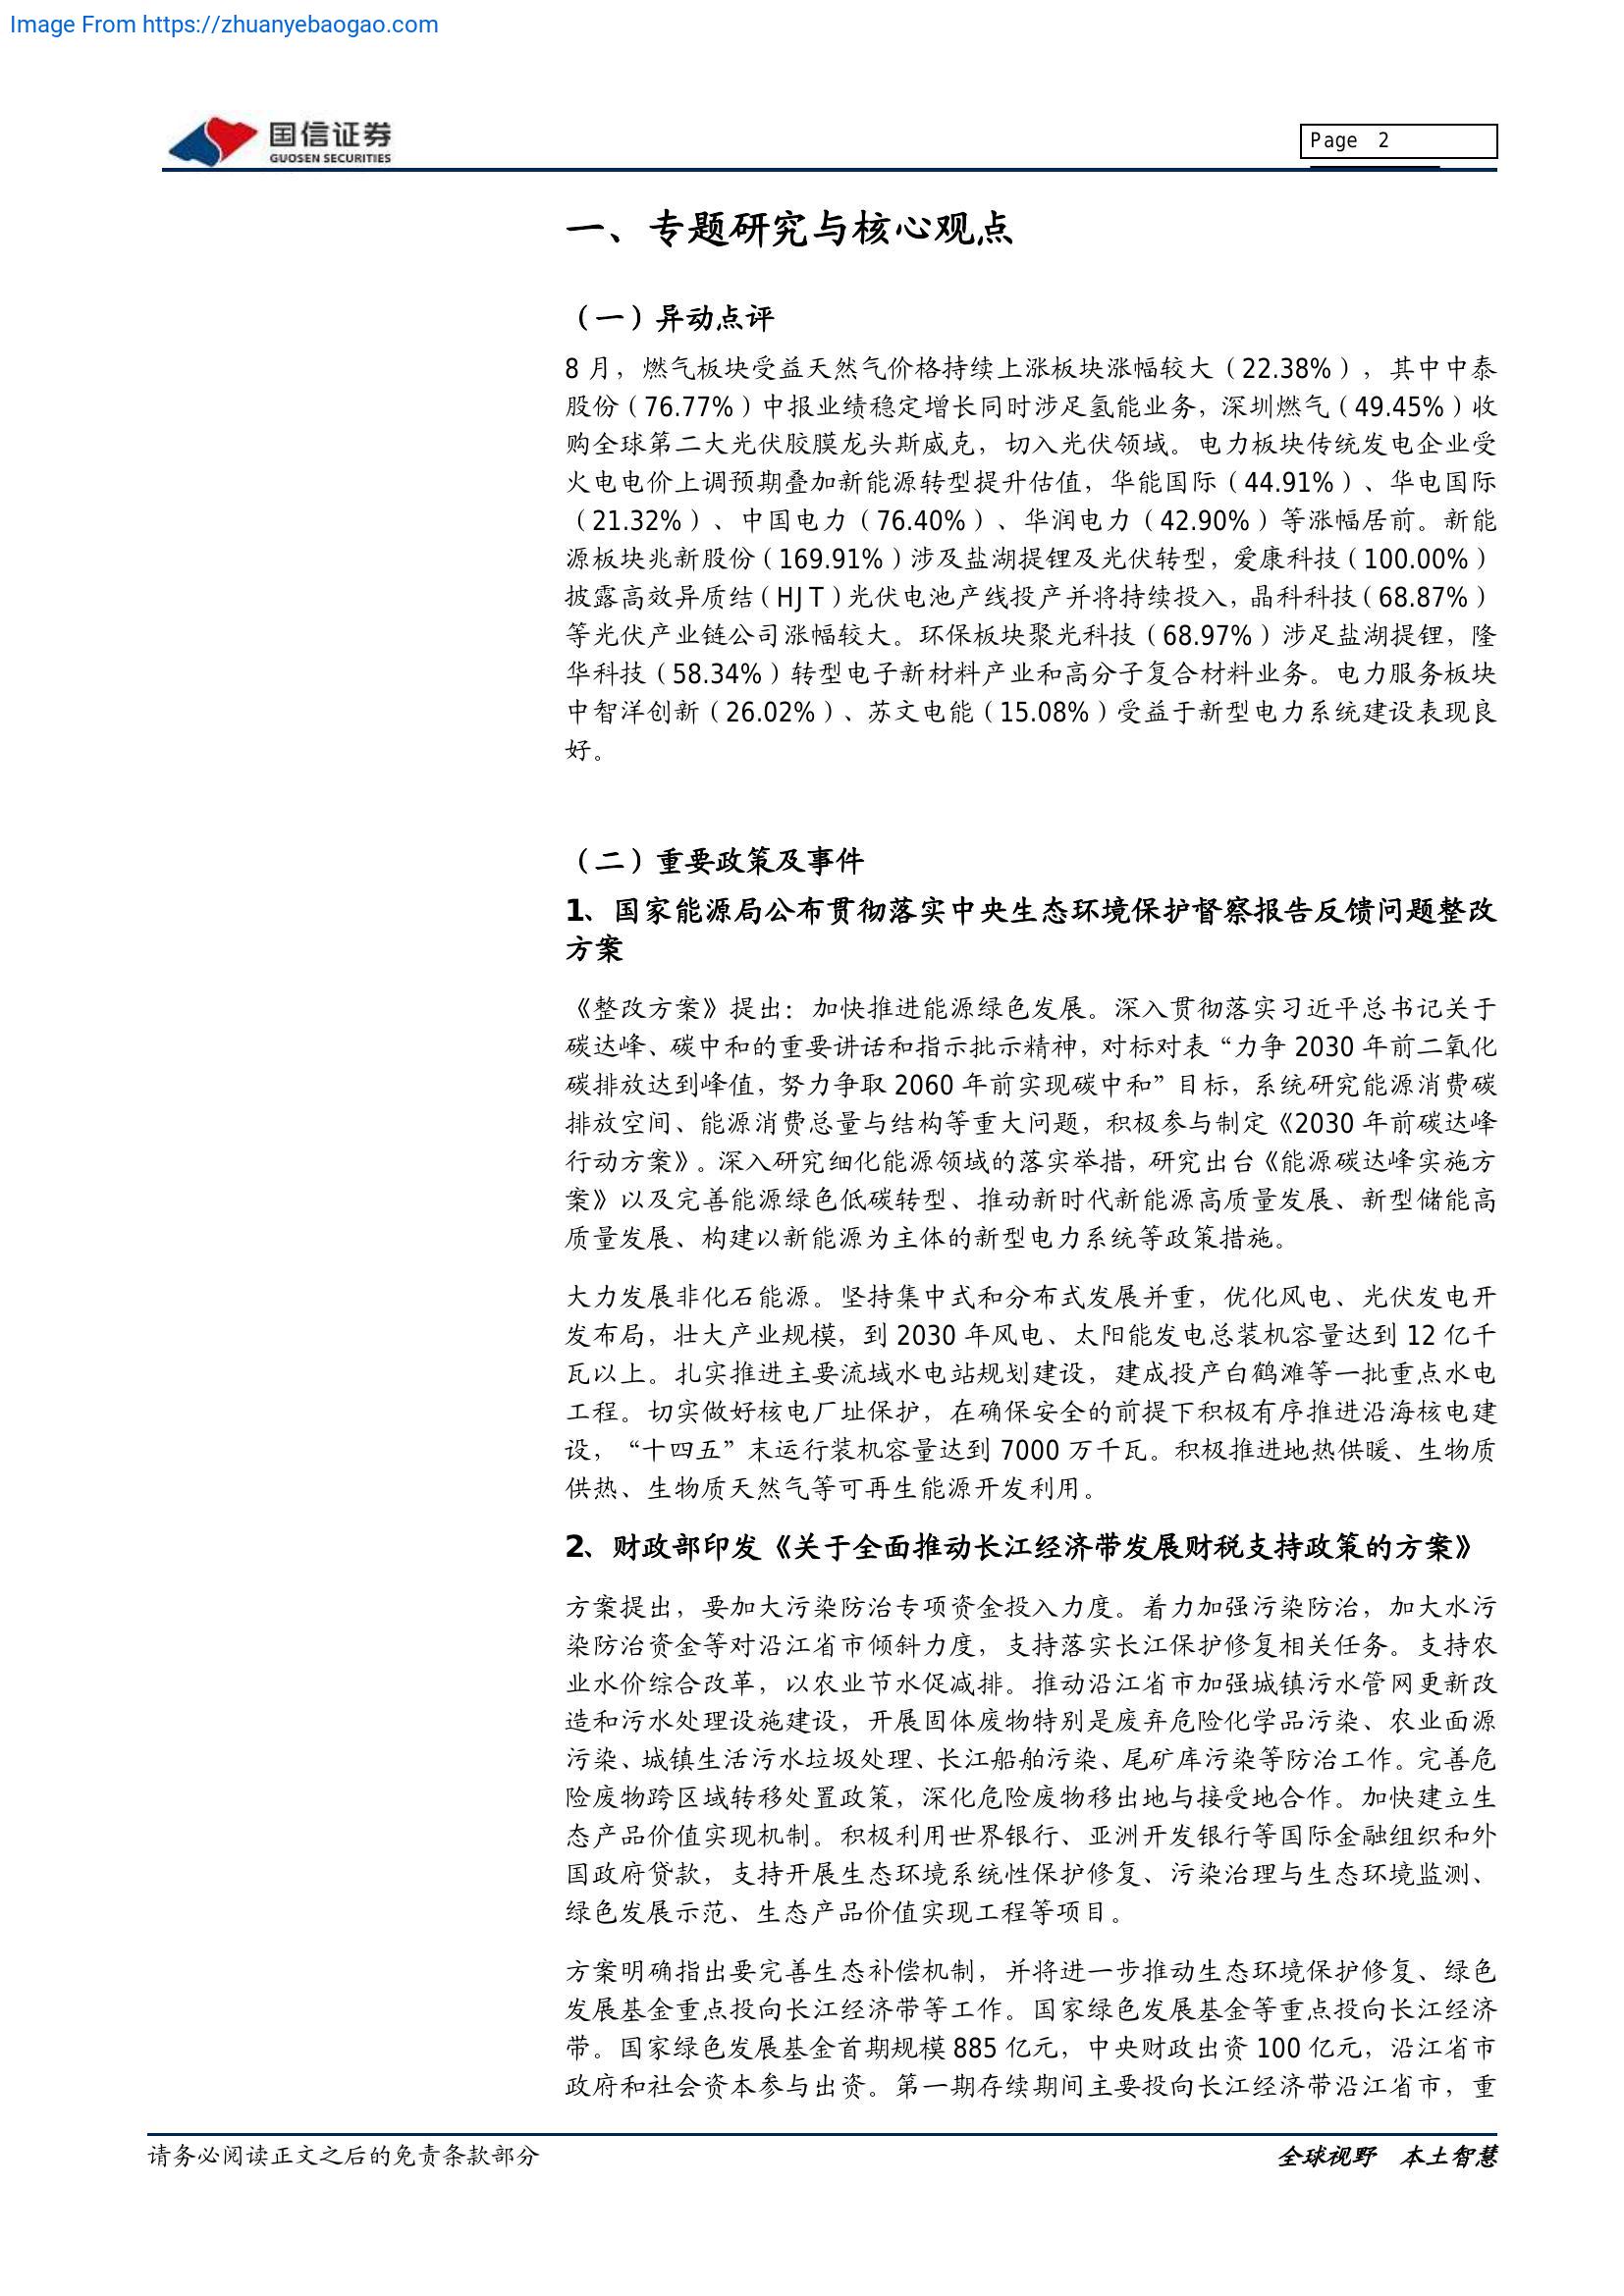 Image From https://zhuanyebaogao.com
国信证券
GUOSEN SECURITIES
Page 2
一、专题研究与核心观点
（一）异动点评
8 月，燃气板块受益天然气价格持续上涨板块涨幅较大（22.38%），其中中泰
股份（76.77%）中报业绩稳定增长同时涉足氢能业务，深圳燃气（49.45%）收
购全球第二大光伏胶膜龙头斯威克，切入光伏领域。电力板块传统发电企业受
火电电价上调预期叠加新能源转型提升估值，华能国际（44.91%）、华电国际
（21.32%）、中国电力（76.40%）、华润电力（42.90%）等涨幅居前。新能
源板块兆新股份（169.91%）涉及盐湖提锂及光伏转型，爱康科技（100.00%）
披露高效异质结（HJT）光伏电池产线投产并将持续投入，晶科科技（68.87%）
等光伏产业链公司涨幅较大。环保板块聚光科技（68.97%）涉足盐湖提锂，隆
华科技（58.34%）转型电子新材料产业和高分子复合材料业务。电力服务板块
中智洋创新（26.02%）、苏文电能（15.08%）受益于新型电力系统建设表现良
好。
（二）重要政策及事件
1、国家能源局公布贯彻落实中央生态环境保护督察报告反馈问题整改
方案
《整改方案》提出：加快推进能源绿色发展。深入贯彻落实习近平总书记关于
碳达峰、碳中和的重要讲话和指示批示精神，对标对表“力争 2030 年前二氧化
碳排放达到峰值，努力争取 2060 年前实现碳中和”目标，系统研究能源消费碳
排放空间、能源消费总量与结构等重大问题，积极参与制定《2030 年前碳达峰
行动方案》。深入研究细化能源领域的落实举措，研究出台《能源碳达峰实施方
案》以及完善能源绿色低碳转型、推动新时代新能源高质量发展、新型储能高
质量发展、构建以新能源为主体的新型电力系统等政策措施。
大力发展非化石能源。坚持集中式和分布式发展并重，优化风电、光伏发电开
发布局，壮大产业规模，到 2030 年风电、太阳能发电总装机容量达到 12 亿千
瓦以上。扎实推进主要流域水电站规划建设，建成投产白鹤滩等一批重点水电
工程。切实做好核电厂址保护，在确保安全的前提下积极有序推进沿海核电建
设，“十四五”末运行装机容量达到 7000 万千瓦。积极推进地热供暖、生物质
供热、生物质天然气等可再生能源开发利用。
2、财政部印发《关于全面推动长江经济带发展财税支持政策的方案》
方案提出，要加大污染防治专项资金投入力度。着力加强污染防治，加大水污
染防治资金等对沿江省市倾斜力度，支持落实长江保护修复相关任务。支持农
业水价综合改革，以农业节水促减排。推动沿江省市加强城镇污水管网更新改
造和污水处理设施建设，开展固体废物特别是废弃危险化学品污染、农业面源
污染、城镇生活污水垃圾处理、长江船舶污染、尾矿库污染等防治工作。完善危
险废物跨区域转移处置政策，深化危险废物移出地与接受地合作。加快建立生
态产品价值实现机制。积极利用世界银行、亚洲开发银行等国际金融组织和外
国政府贷款，支持开展生态环境系统性保护修复、污染治理与生态环境监测、
绿色发展示范、生态产品价值实现工程等项目。
方案明确指出要完善生态补偿机制，并将进一步推动生态环境保护修复、绿色
发展基金重点投向长江经济带等工作。国家绿色发展基金等重点投向长江经济
带。国家绿色发展基金首期规模 885 亿元，中央财政出资 100 亿元，沿江省市
政府和社会资本参与出资。第一期存续期间主要投向长江经济带沿江省市，重
请务必阅读正文之后的免责条款部分
全球视野 本土智慧